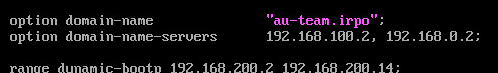 option domain-name "au-team.irpo";
option domain-name-servers 192.168.100.2, 192.168.0.2;
range dynamic-bootp 192.168.200.2 192.168.200.14;